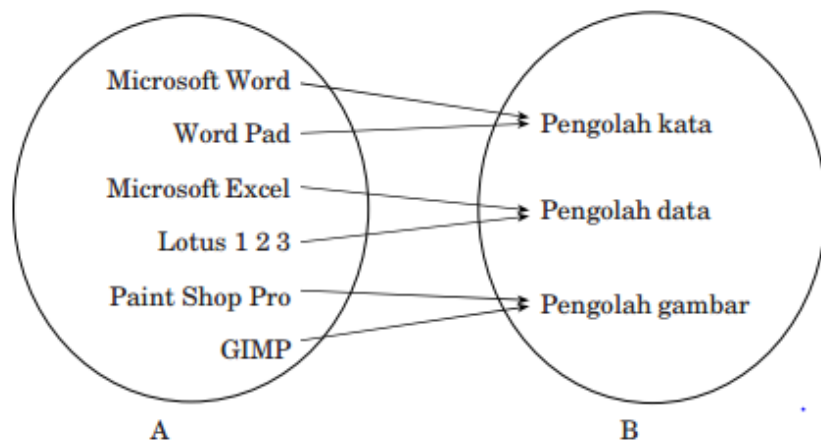 Microsoft Word
Word Pad
Microsoft Excel
Lotus 1 2 3
Paint Shop Pro
GIMP
Pengolah kata
Pengolah data
Pengolah gambar
A
B